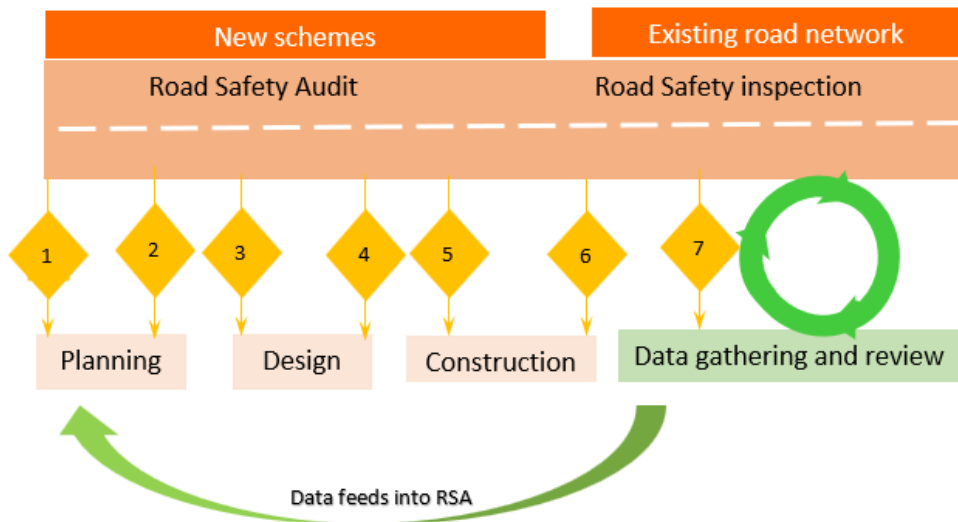 New schemes
Existing road network
Road Safety Audit
Road Safety inspection
1
2
3
4
5
6
7
Planning
Design
Construction
Data gathering and review
Data feeds into RSA